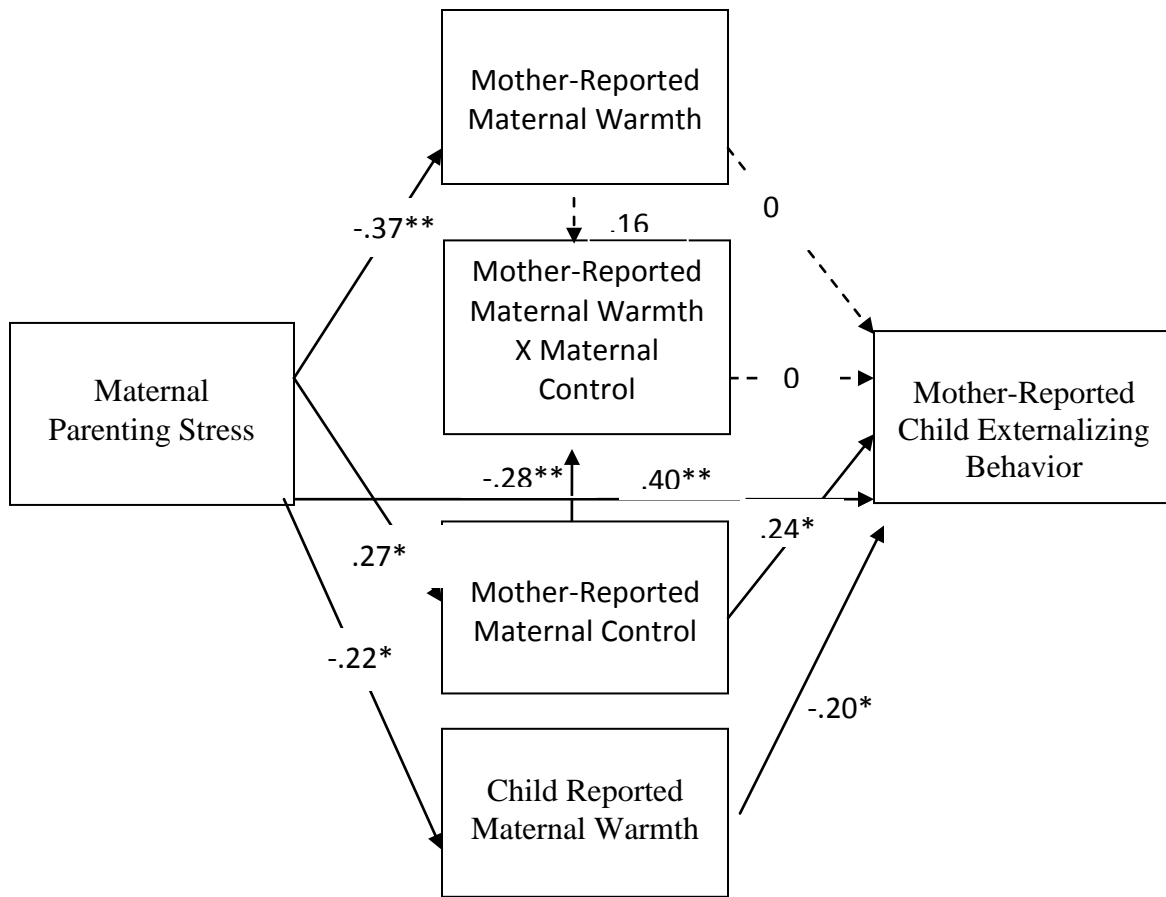 Mother-Reported
Maternal Warmth
-.37**
.16
0
Mother-Reported
Maternal Warmth
X Maternal
Control
0
Maternal
Parenting Stress
Mother-Reported
Child Externalizing
Behavior
-.28**
.40**
.27*
.24*
Mother-Reported
Maternal Control
-.22*
-.20*
Child Reported
Maternal Warmth